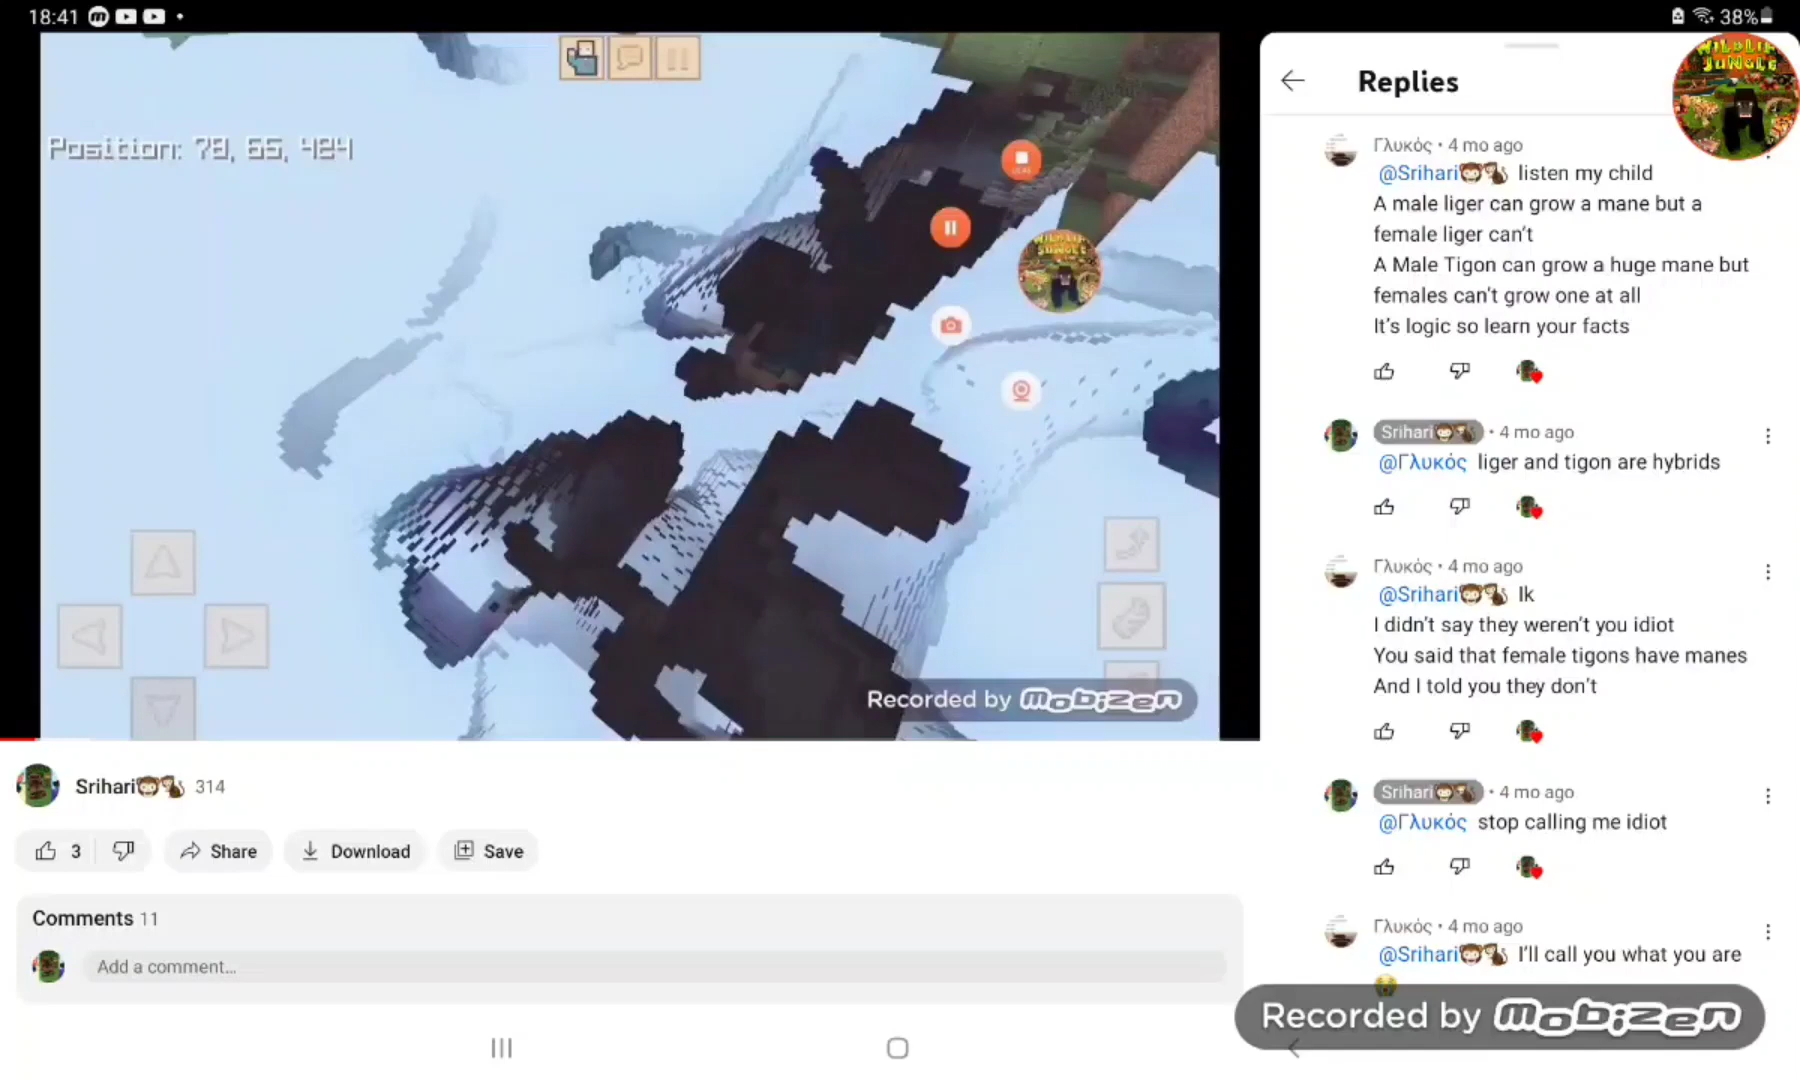 18:41
38%
Position: 78, 65, 424
Recorded by mobizen
Srihari🐵🐒 314
3
Share
Download
Save
Comments 11
Add a comment...
Replies
WILDLIFE
JUNGLE
Γλυκός • 4 mo ago
@Srihari🐵🐒 listen my child
A male liger can grow a mane but a
female liger can't
A Male Tigon can grow a huge mane but
females can't grow one at all
It's logic so learn your facts
Srihari🐵🐒 • 4 mo ago
@Γλυκός liger and tigon are hybrids
Γλυκός • 4 mo ago
@Srihari🐵🐒 Ik
I didn't say they weren't you idiot
You said that female tigons have manes
And I told you they don't
Srihari🐵🐒 • 4 mo ago
@Γλυκός stop calling me idiot
Γλυκός • 4 mo ago
@Srihari🐵🐒 I'll call you what you are
😭
Recorded by mobizen